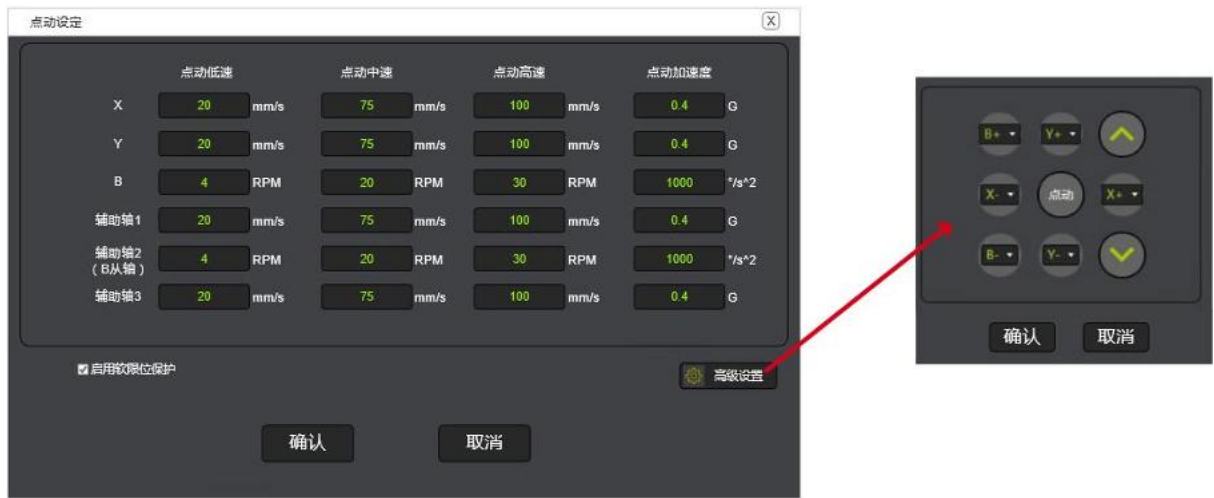 点动设定 X
点动低速 点动中速 点动高速 点动加速度
X 20 mm/s 75 mm/s 100 mm/s 0.4 G
Y 20 mm/s 75 mm/s 100 mm/s 0.4 G
B 4 RPM 20 RPM 30 RPM 1000 °/s^2
辅助轴1 20 mm/s 75 mm/s 100 mm/s 0.4 G
辅助轴2
(B从轴) 4 RPM 20 RPM 30 RPM 1000 °/s^2
辅助轴3 20 mm/s 75 mm/s 100 mm/s 0.4 G
启用软限位保护
高级设置
确认 取消
B+ Y+
X- 点动 X+
B- Y-
确认 取消